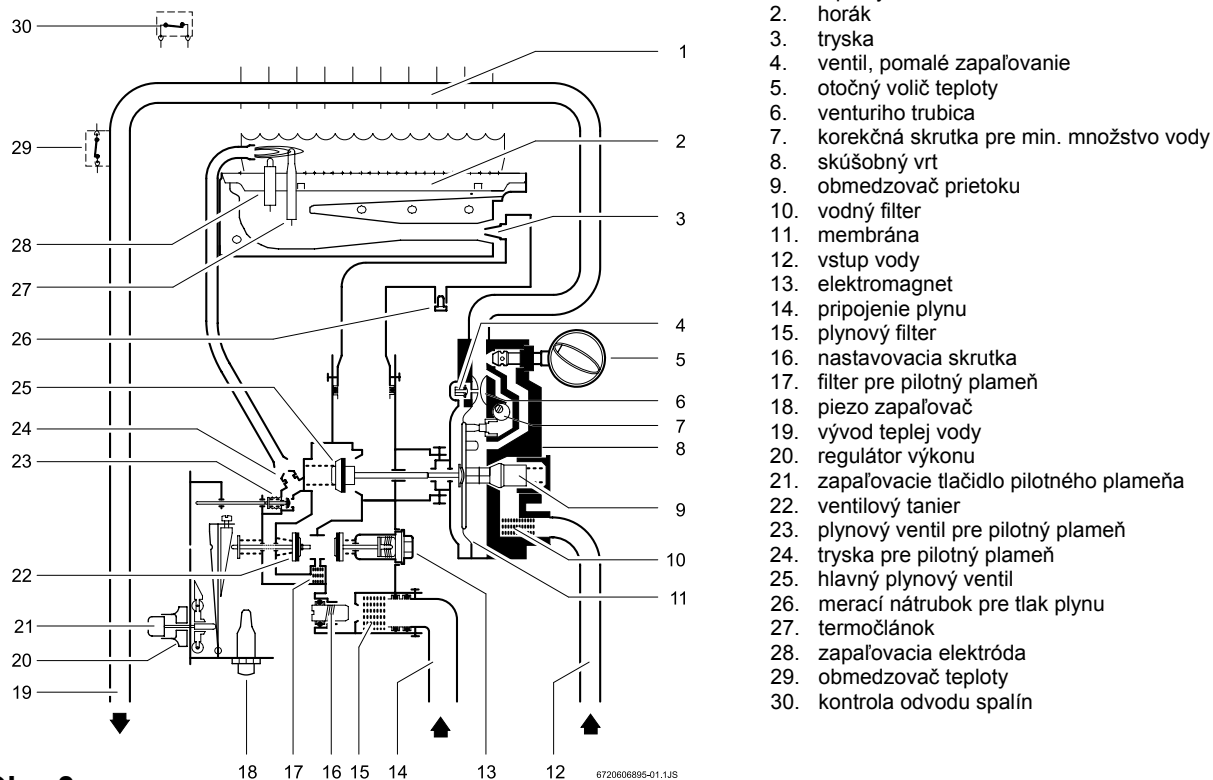 30
29
28
27
26
25
24
23
22
21
20
19
1
2
3
4
5
6
7
8
9
10
11
18 17 16 15 14 13 12
6720606895-01.1JS
2. horák
3. tryska
4. ventil, pomalé zapaľovanie
5. otočný volič teploty
6. venturiho trubica
7. korekčná skrutka pre min. množstvo vody
8. skúšobný vrt
9. obmedzovač prietoku
10. vodný filter
11. membrána
12. vstup vody
13. elektromagnet
14. pripojenie plynu
15. plynový filter
16. nastavovacia skrutka
17. filter pre pilotný plameň
18. piezo zapaľovač
19. vývod teplej vody
20. regulátor výkonu
21. zapaľovacie tlačidlo pilotného plameňa
22. ventilový tanier
23. plynový ventil pre pilotný plameň
24. tryska pre pilotný plameň
25. hlavný plynový ventil
26. merací nátrubok pre tlak plynu
27. termočlánok
28. zapaľovacia elektróda
29. obmedzovač teploty
30. kontrola odvodu spalín